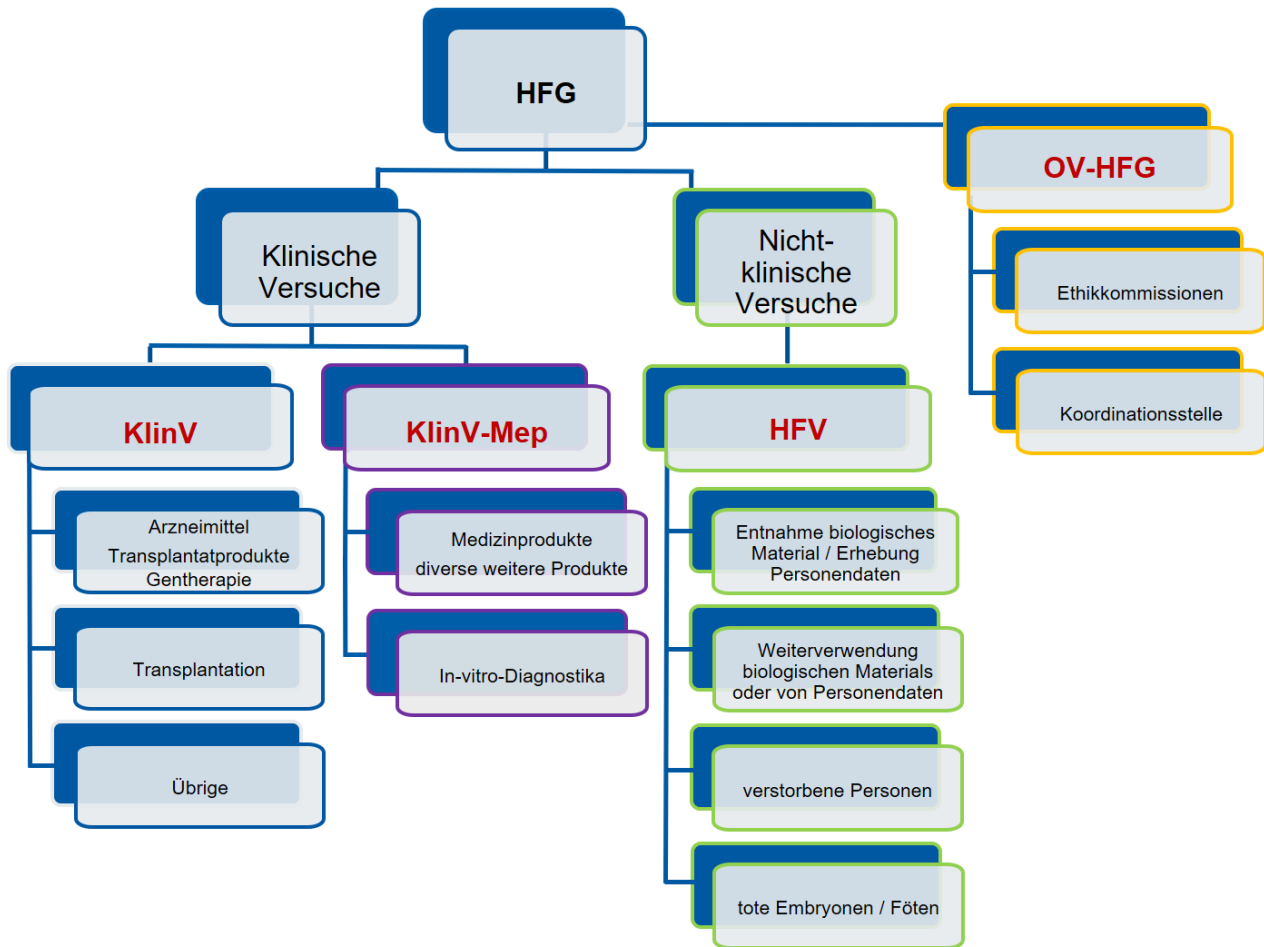 HFG
OV-HFG
Klinische
Versuche
Nicht-
klinische
Versuche
Ethikkommissionen
Koordinationsstelle
KlinV
Arzneimittel
Transplantatprodukte
Gentherapie
Transplantation
Übrige
KlinV-Mep
Medizinprodukte
diverse weitere Produkte
In-vitro-Diagnostika
HFV
Entnahme biologisches
Material / Erhebung
Personendaten
Weiterverwendung
biologischen Materials
oder von Personendaten
verstorbene Personen
tote Embryonen / Föten